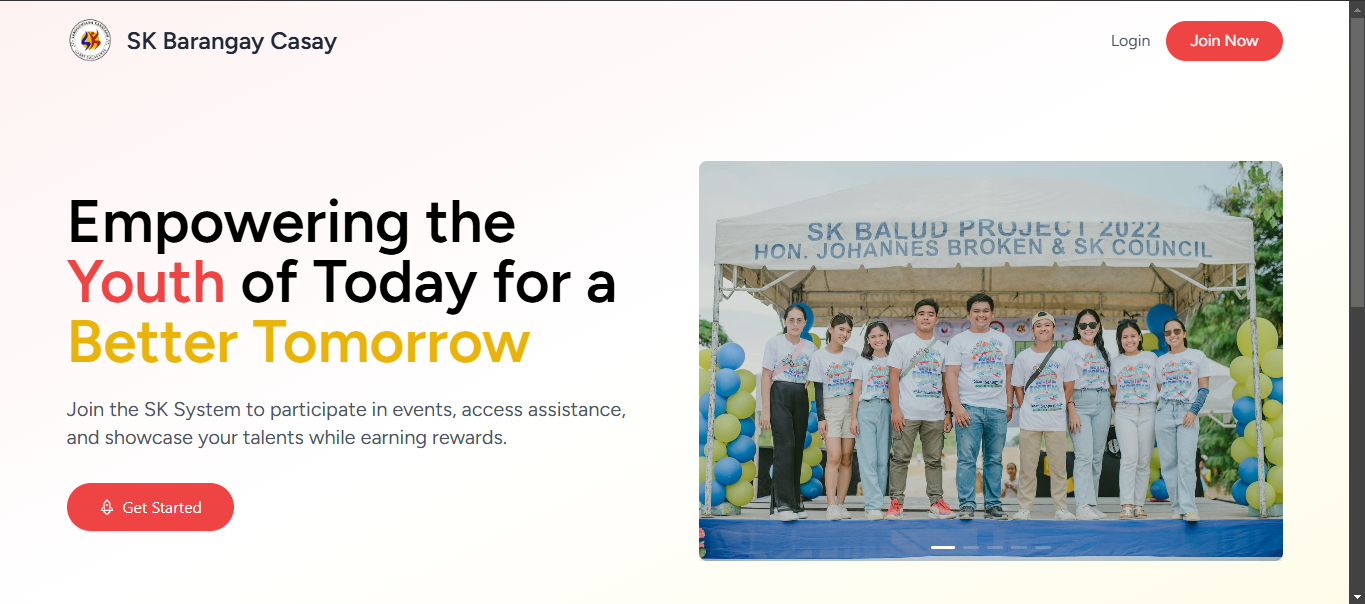 SK Barangay Casay
Login
Join Now
Empowering the
Youth of Today for a
Better Tomorrow
Join the SK System to participate in events, access assistance,
and showcase your talents while earning rewards.
Get Started
SK BALUD PROJECT 2022
HON. JOHANNES BROKEN & SK COUNCIL